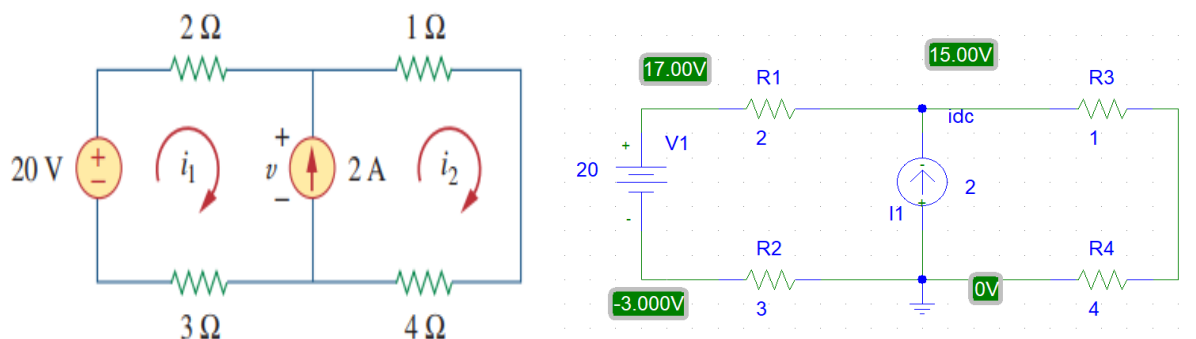 2 Ω
1 Ω
20 V
+
−
i1
+
v
−
2 A
i2
3 Ω
4 Ω
17.00V
15.00V
R1
R3
idc
+
V1
2
1
20
-
2
-
+
I1
R2
R4
-3.000V
0V
3
4